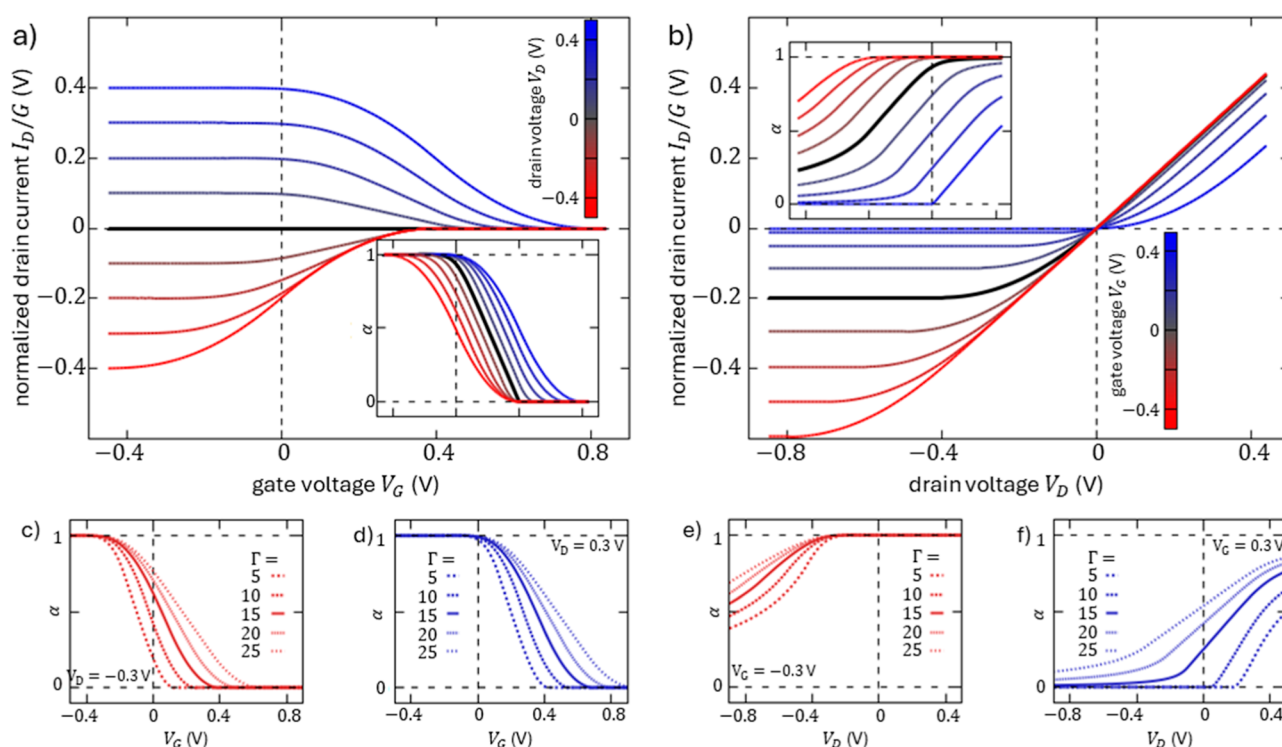 a)
normalized drain current I_D/G (V)
0.4
0.2
0
−0.2
−0.4
−0.4 0 0.4 0.8
gate voltage V_G (V)
drain voltage V_D (V)
0.4
0
−0.4
α
1
0
b)
normalized drain current I_D/G (V)
0.4
0.2
0
−0.2
−0.4
−0.8 −0.4 0 0.4
drain voltage V_D (V)
α
1
0
gate voltage V_G (V)
0.4
0
−0.4
c)
1
α
0
Γ =
5
10
15
20
25
V_D = −0.3 V
−0.4 0 0.4 0.8
V_G (V)
d)
1
α
0
V_D = 0.3 V
Γ =
5
10
15
20
25
−0.4 0 0.4 0.8
V_G (V)
e)
1
α
0
Γ =
5
10
15
20
25
V_G = −0.3 V
−0.8 −0.4 0 0.4
V_D (V)
f)
1
α
0
V_G = 0.3 V
Γ =
5
10
15
20
25
−0.8 −0.4 0 0.4
V_D (V)